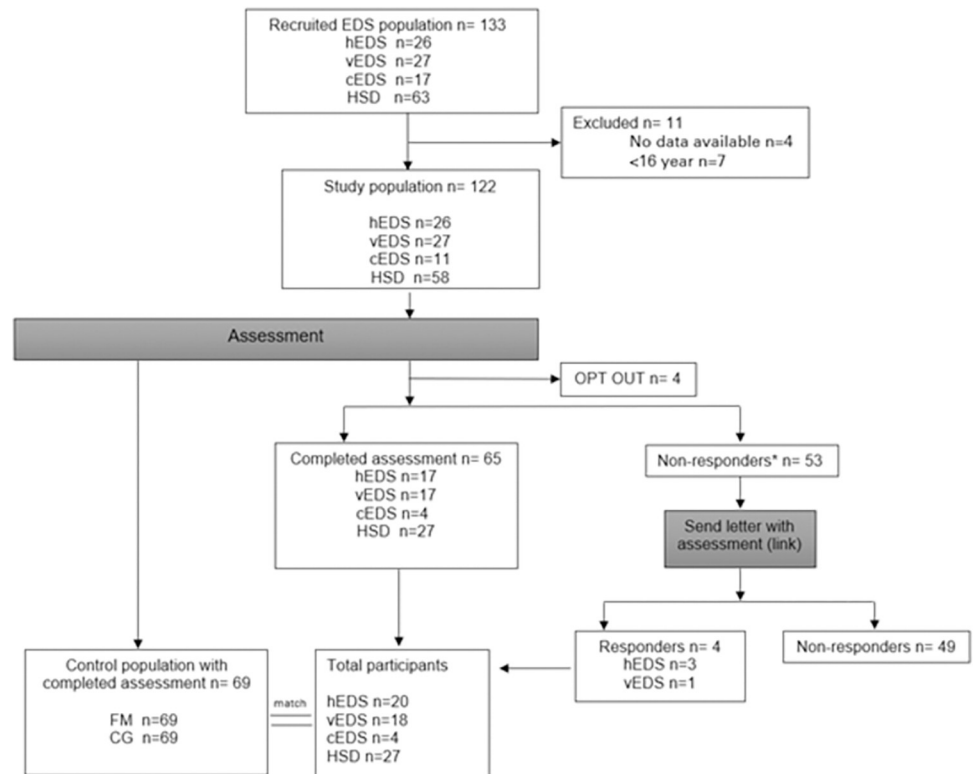 Recruited EDS population n= 133
hEDS n=26
vEDS n=27
cEDS n=17
HSD n=63
Excluded n= 11
No data available n=4
<16 year n=7
Study population n= 122
hEDS n=26
vEDS n=27
cEDS n=11
HSD n=58
Assessment
OPT OUT n= 4
Completed assessment n= 65
hEDS n=17
vEDS n=17
cEDS n=4
HSD n=27
Non-responders* n= 53
Send letter with
assessment (link)
Responders n= 4
hEDS n=3
vEDS n=1
Non-responders n= 49
Control population with
completed assessment n= 69
FM n=69
CG n=69
match
Total participants
hEDS n=20
vEDS n=18
cEDS n=4
HSD n=27